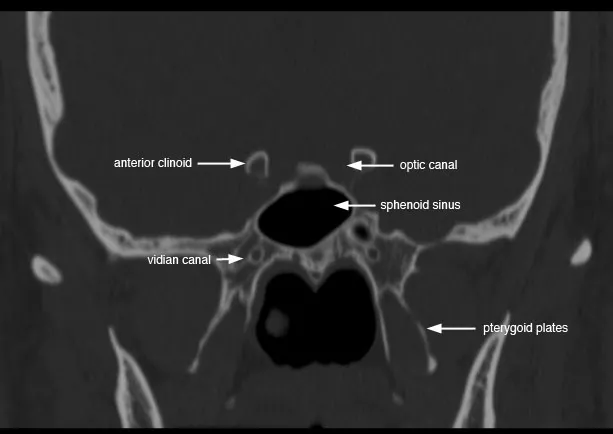 anterior clinoid
optic canal
sphenoid sinus
vidian canal
pterygoid plates